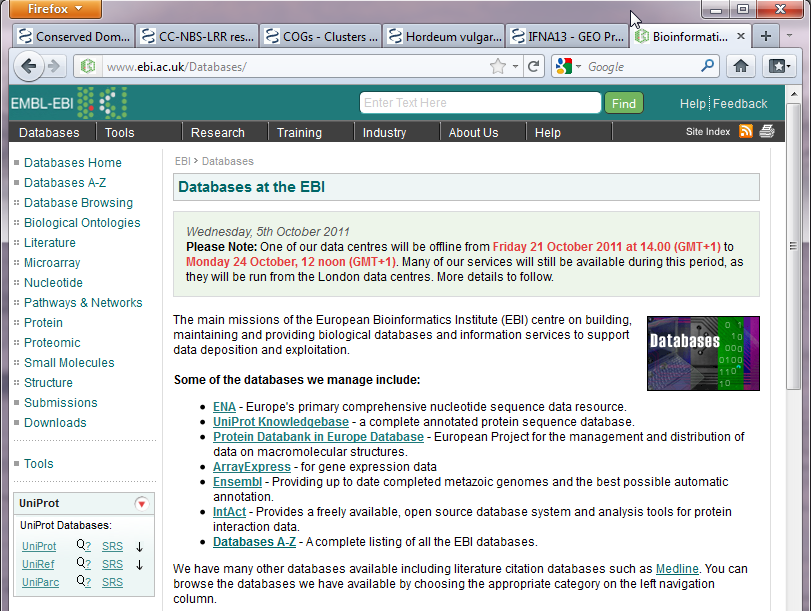 Firefox
Conserved Dom...
CC-NBS-LRR res...
COGs - Clusters ...
Hordeum vulgar...
IFNA13 - GEO Pr...
Bioinformati...
www.ebi.ac.uk/Databases/
Google
EMBL-EBI
Enter Text Here
Find
Help
Feedback
Databases
Tools
Research
Training
Industry
About Us
Help
Site Index
Databases Home
Databases A-Z
Database Browsing
Biological Ontologies
Literature
Microarray
Nucleotide
Pathways & Networks
Protein
Proteomic
Small Molecules
Structure
Submissions
Downloads
Tools
UniProt
UniProt Databases:
UniProt Q? SRS ↓
UniRef Q? SRS ↓
UniParc Q? SRS
EBI > Databases
Databases at the EBI
Wednesday, 5th October 2011
Please Note: One of our data centres will be offline from Friday 21 October 2011 at 14.00 (GMT+1) to
Monday 24 October, 12 noon (GMT+1). Many of our services will still be available during this period, as
they will be run from the London data centres. More details to follow.
The main missions of the European Bioinformatics Institute (EBI) centre on building,
maintaining and providing biological databases and information services to support
data deposition and exploitation.
Databases
Some of the databases we manage include:
• ENA - Europe's primary comprehensive nucleotide sequence data resource.
• UniProt Knowledgebase - a complete annotated protein sequence database.
• Protein Databank in Europe Database - European Project for the management and distribution of
data on macromolecular structures.
• ArrayExpress - for gene expression data
• Ensembl - Providing up to date completed metazoic genomes and the best possible automatic
annotation.
• IntAct - Provides a freely available, open source database system and analysis tools for protein
interaction data.
• Databases A-Z - A complete listing of all the EBI databases.
We have many other databases available including literature citation databases such as Medline. You can
browse the databases we have available by choosing the appropriate category on the left navigation
column.